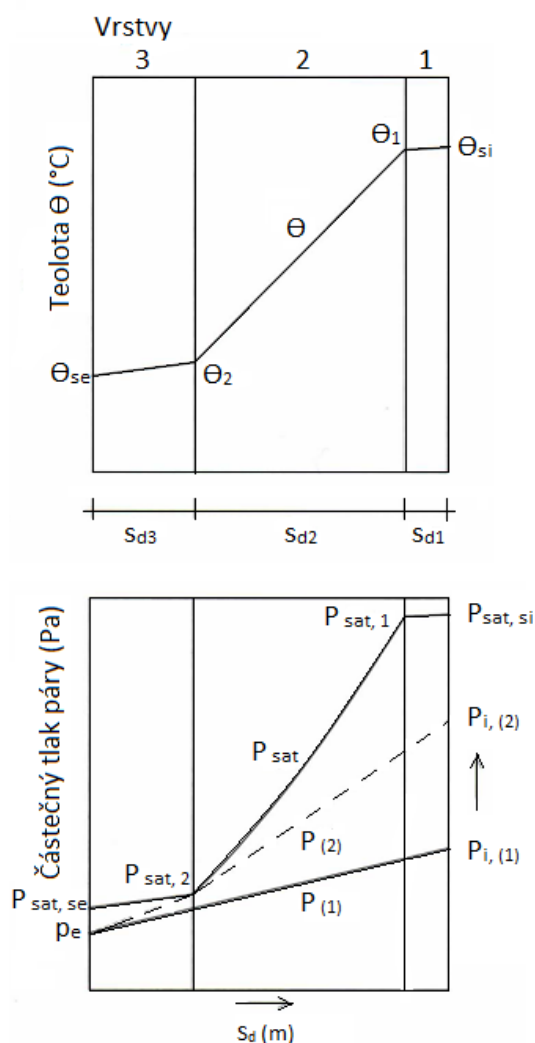 Vrstvy
3 2 1
Teolota Θ (°C)
Θ1
Θsi
Θ
Θse
Θ2
sd3 sd2 sd1
Částečný tlak páry (Pa)
P sat, 1
P sat, si
P i, (2)
P sat
P (2)
P sat, 2
P i, (1)
P sat, se
P (1)
pe
Sd (m)